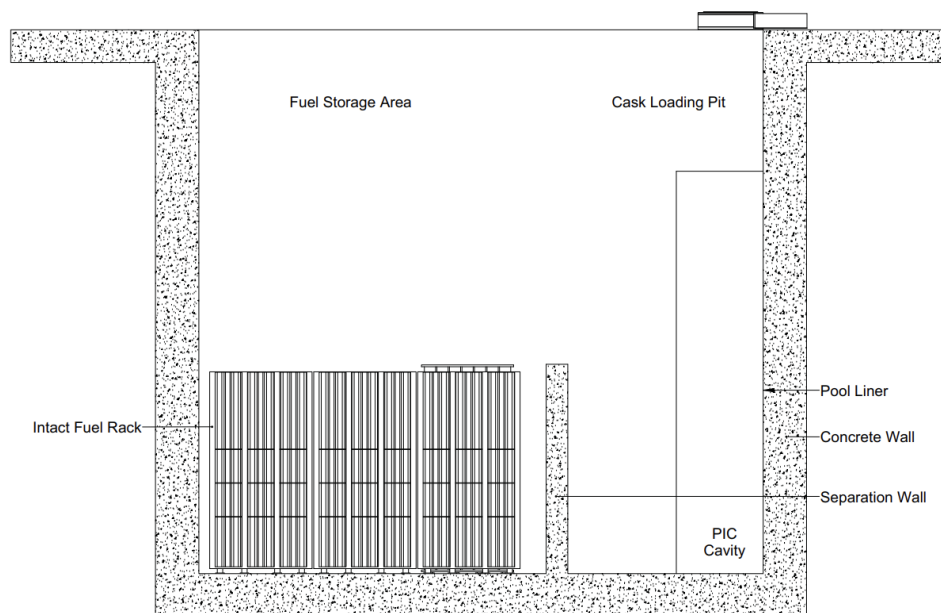 Fuel Storage Area
Cask Loading Pit
Pool Liner
Intact Fuel Rack
Concrete Wall
Separation Wall
PIC
Cavity